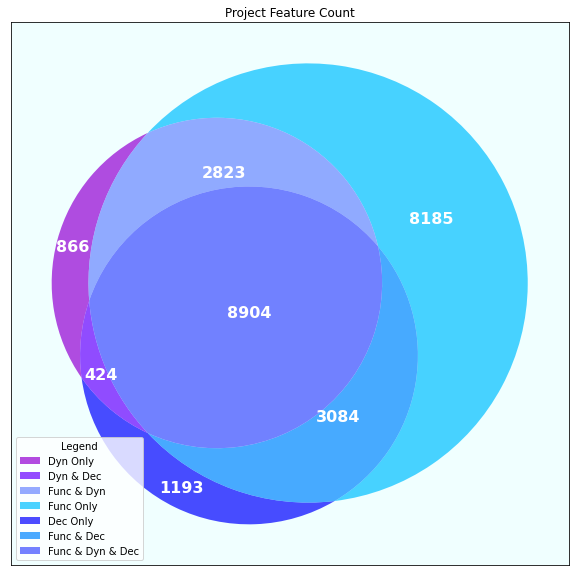 Project Feature Count
2823
8185
866
8904
424
3084
1193
Legend
Dyn Only
Dyn & Dec
Func & Dyn
Func Only
Dec Only
Func & Dec
Func & Dyn & Dec